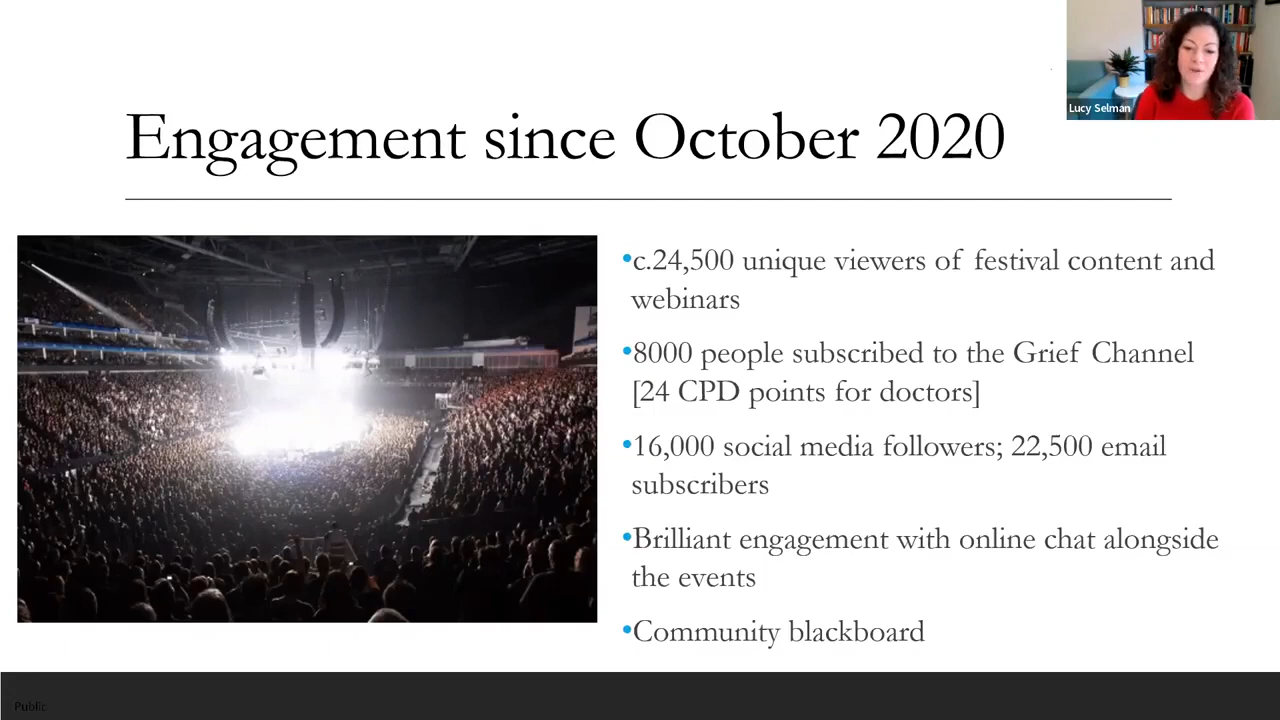 Lucy Selman
Engagement since October 2020
•c.24,500 unique viewers of festival content and
webinars
•8000 people subscribed to the Grief Channel
[24 CPD points for doctors]
•16,000 social media followers; 22,500 email
subscribers
•Brilliant engagement with online chat alongside
the events
•Community blackboard
Public